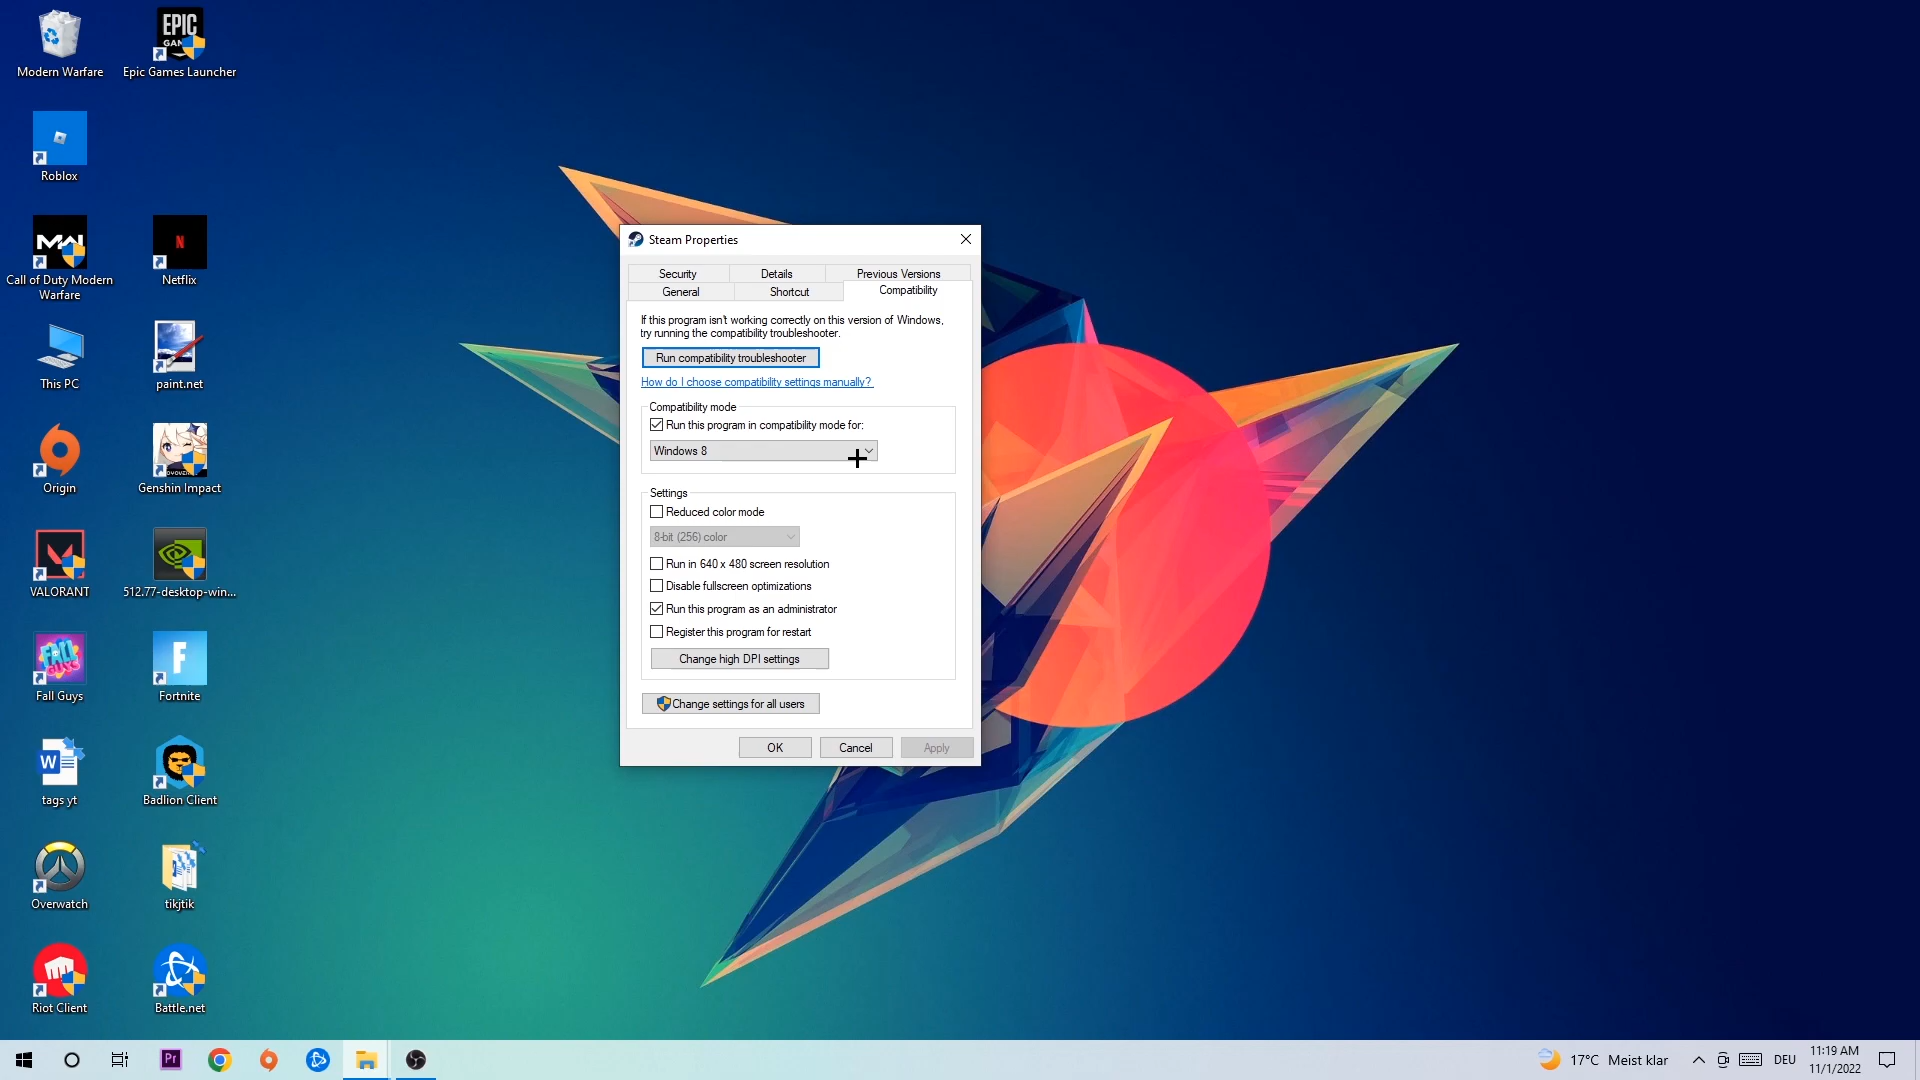 Modern Warfare
EPIC
GAMES
Epic Games Launcher
Roblox
MW
Call of Duty Modern
Warfare
N
Netflix
This PC
paint.net
Origin
Genshin Impact
VALORANT
512.77-desktop-win...
FALL
Fall Guys
F
Fortnite
W
tags yt
Badlion Client
Overwatch
tikjtik
Riot Client
Battle.net
Steam Properties
Security
Details
Previous Versions
General
Shortcut
Compatibility
If this program isn't working correctly on this version of Windows,
try running the compatibility troubleshooter.
Run compatibility troubleshooter
How do I choose compatibility settings manually?
Compatibility mode
Run this program in compatibility mode for:
Windows 8
Settings
Reduced color mode
8-bit (256) color
Run in 640 x 480 screen resolution
Disable fullscreen optimizations
Run this program as an administrator
Register this program for restart
Change high DPI settings
Change settings for all users
OK
Cancel
Apply
Pr
17°C Meist klar
DEU
11:19 AM
11/1/2022